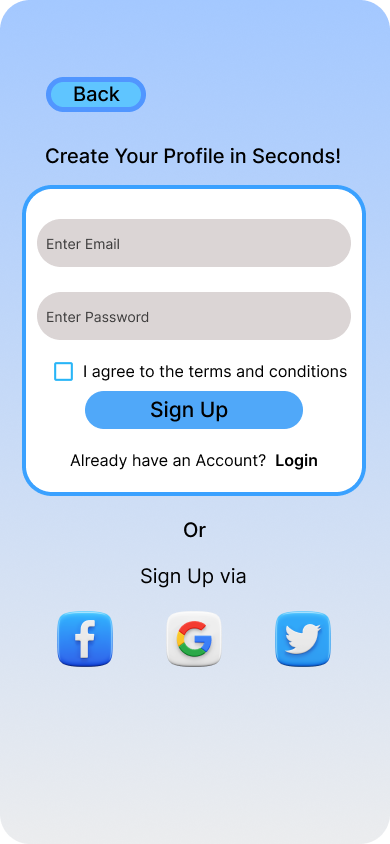 Back
Create Your Profile in Seconds!
Enter Email
Enter Password
I agree to the terms and conditions
Sign Up
Already have an Account? Login
Or
Sign Up via